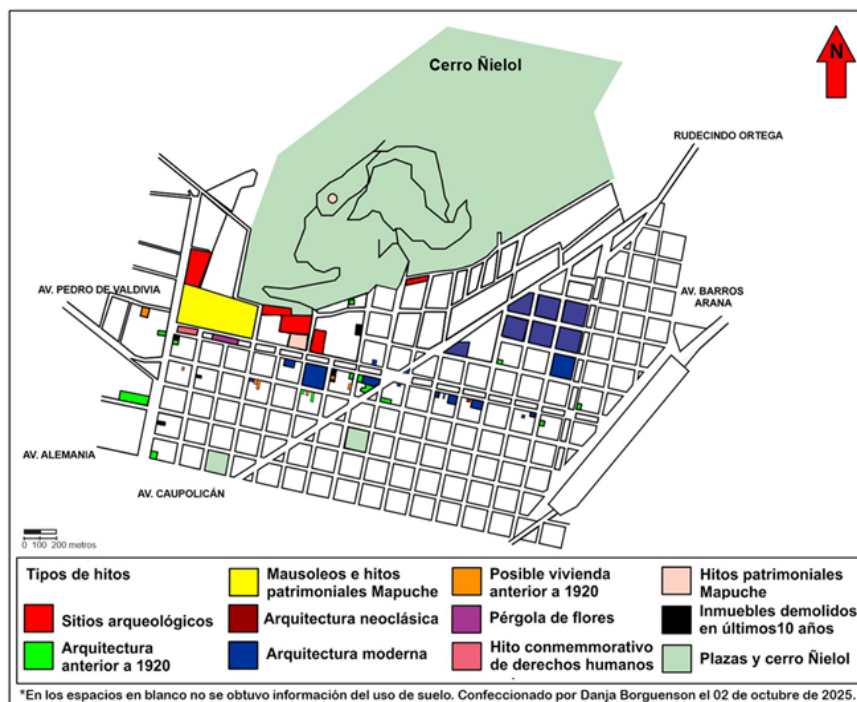 Cerro Ñielol
N
RUDECINDO ORTEGA
AV. PEDRO DE VALDIVIA
AV. BARROS
ARANA
AV. ALEMANIA
AV. CAUPOLICÁN
0 100 200 metros
Tipos de hitos
Sitios arqueológicos
Arquitectura
anterior a 1920
Mausoleos e hitos
patrimoniales Mapuche
Arquitectura neoclásica
Arquitectura moderna
Posible vivienda
anterior a 1920
Pérgola de flores
Hito conmemmorativo
de derechos humanos
Hitos patrimoniales
Mapuche
Inmuebles demolidos
en últimos10 años
Plazas y cerro Ñielol
*En los espacios en blanco no se obtuvo información del uso de suelo. Confeccionado por Danja Borguenson el 02 de octubre de 2025.